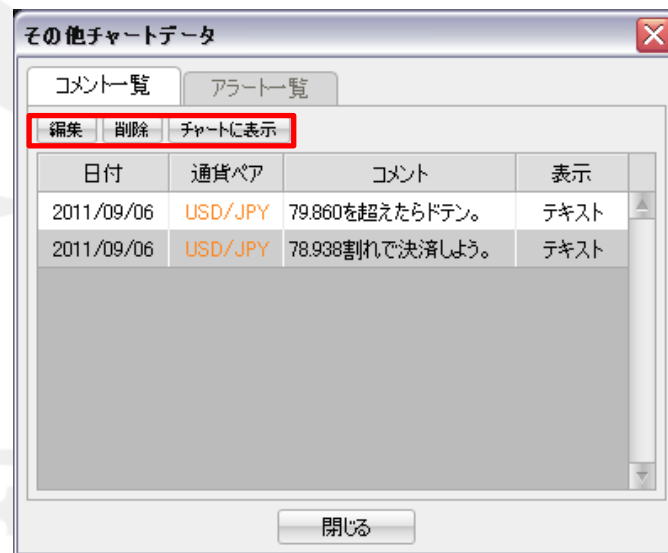 その他チャートデータ
コメント一覧 アラート一覧
編集 削除 チャートに表示
日付 通貨ペア コメント 表示
2011/09/06 USD/JPY 79.860を超えたらドテン。 テキスト
2011/09/06 USD/JPY 78.938割れで決済しよう。 テキスト
閉じる